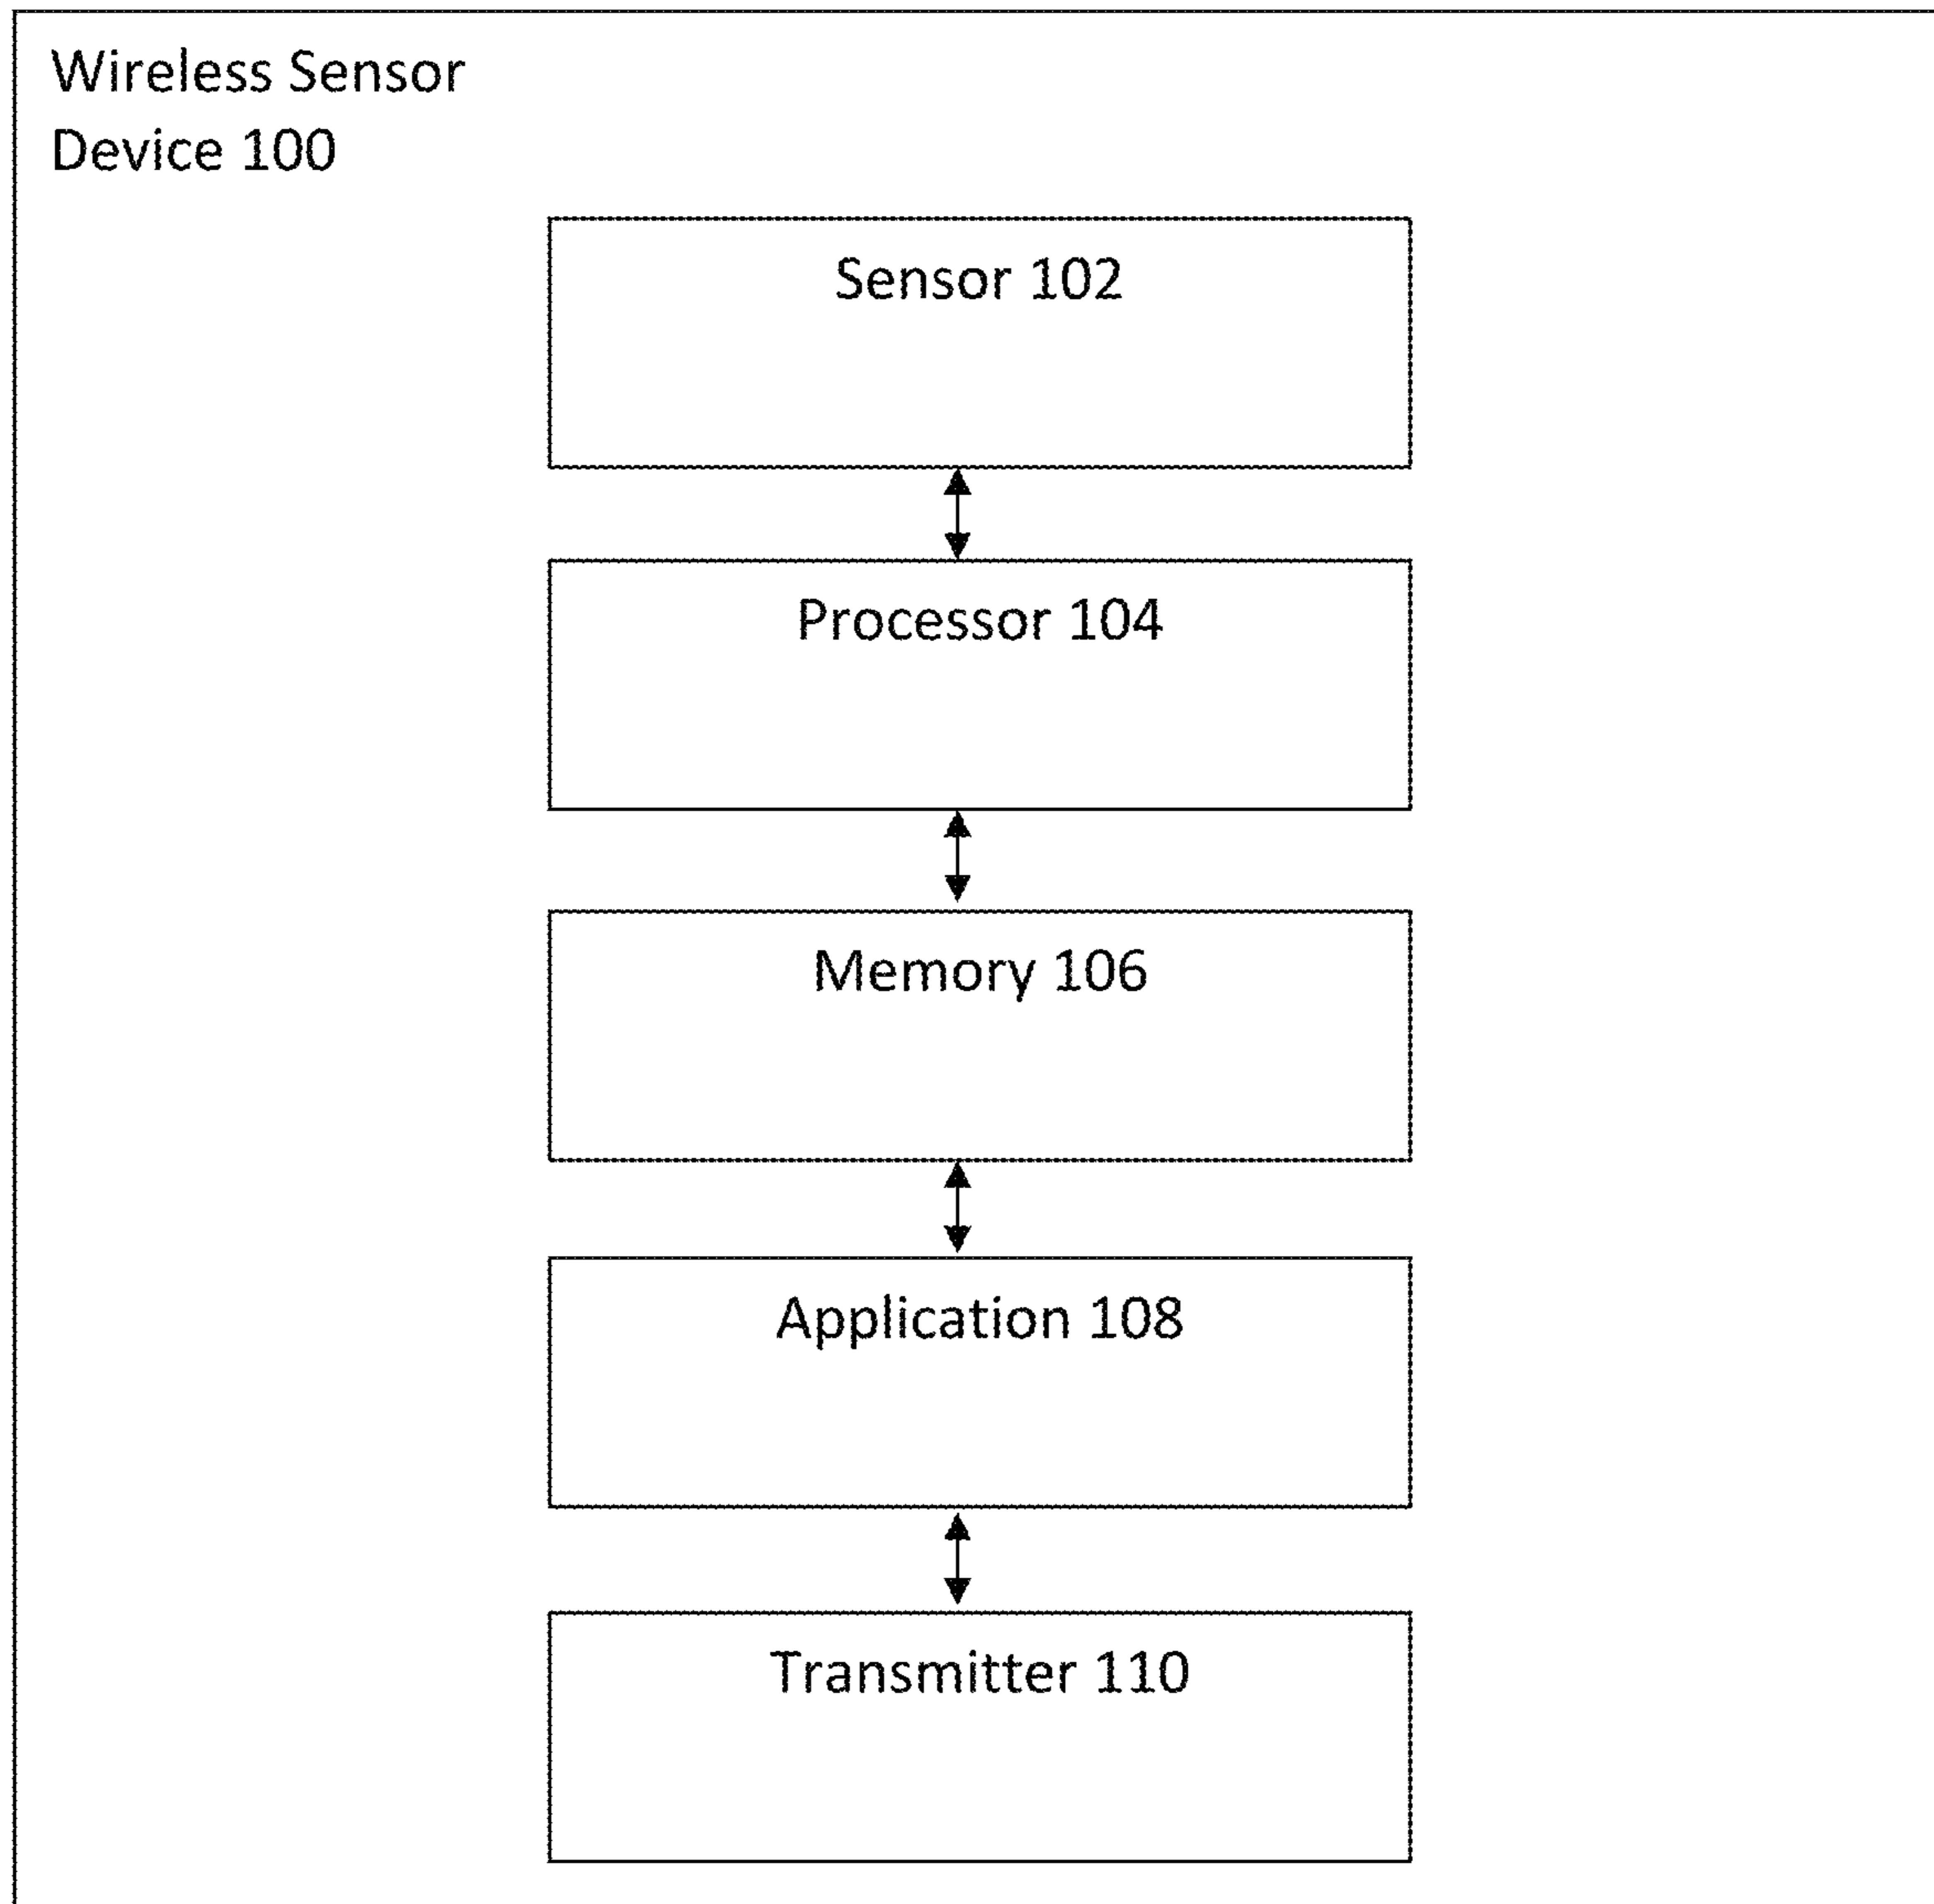 Wireless Sensor
Device 100
Sensor 102
Processor 104
Memory 106
Application 108
Transmitter 110